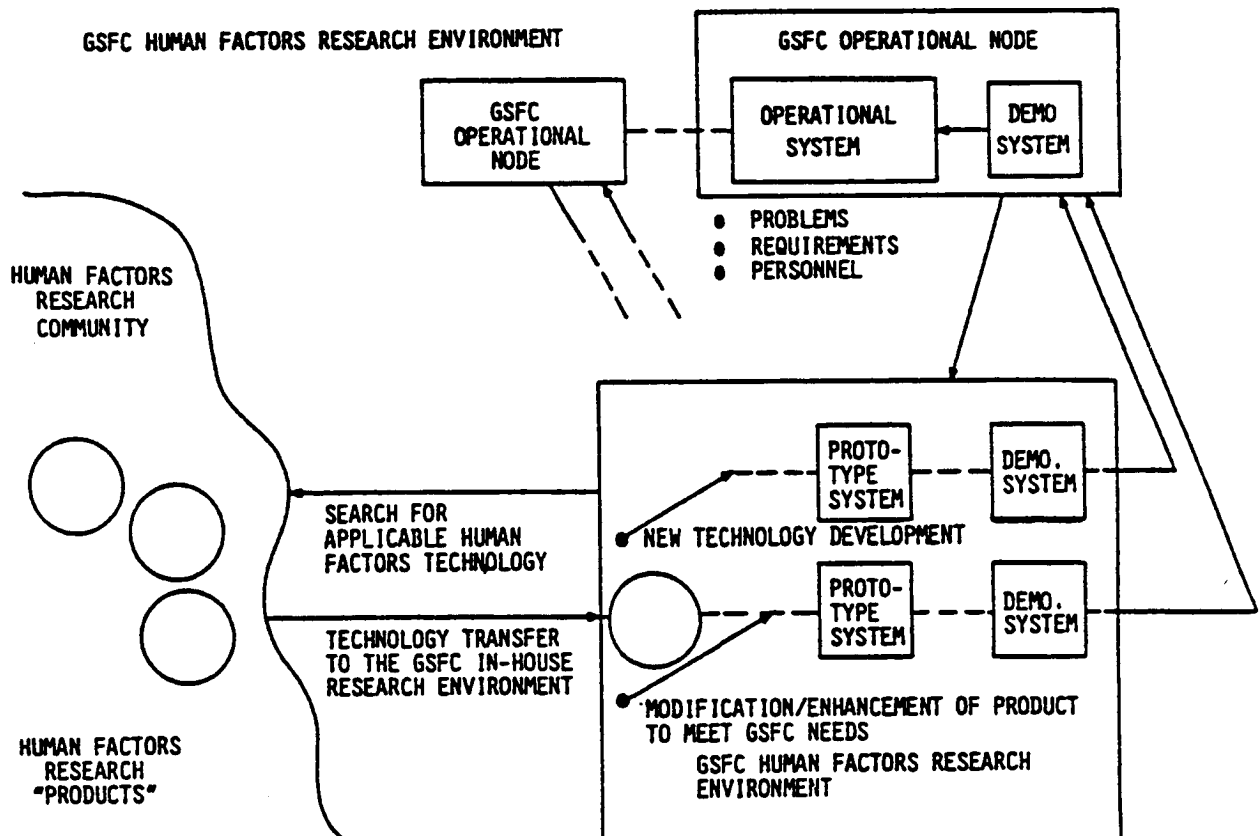 GSFC HUMAN FACTORS RESEARCH ENVIRONMENT
GSFC OPERATIONAL NODE
GSFC
OPERATIONAL
NODE
OPERATIONAL
SYSTEM
DEMO
SYSTEM
● PROBLEMS
● REQUIREMENTS
● PERSONNEL
HUMAN FACTORS
RESEARCH
COMMUNITY
SEARCH FOR
APPLICABLE HUMAN
FACTORS TECHNOLOGY
PROTO-
TYPE
SYSTEM
DEMO.
SYSTEM
● NEW TECHNOLOGY DEVELOPMENT
TECHNOLOGY TRANSFER
TO THE GSFC IN-HOUSE
RESEARCH ENVIRONMENT
PROTO-
TYPE
SYSTEM
DEMO.
SYSTEM
● MODIFICATION/ENHANCEMENT OF PRODUCT
TO MEET GSFC NEEDS
GSFC HUMAN FACTORS RESEARCH
ENVIRONMENT
HUMAN FACTORS
RESEARCH
"PRODUCTS"